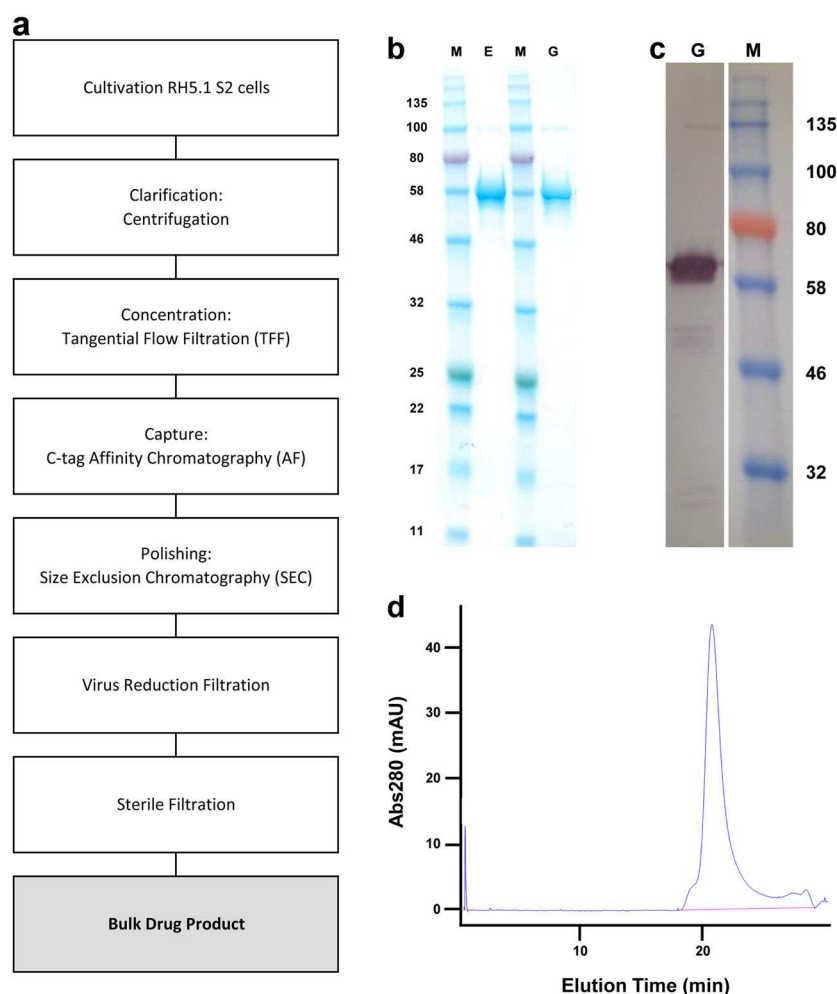 a
Cultivation RH5.1 S2 cells
Clarification:
Centrifugation
Concentration:
Tangential Flow Filtration (TFF)
Capture:
C-tag Affinity Chromatography (AF)
Polishing:
Size Exclusion Chromatography (SEC)
Virus Reduction Filtration
Sterile Filtration
Bulk Drug Product
b
M E M G
135
100
80
58
46
32
25
22
17
11
c
G M
135
100
80
58
46
32
d
Abs280 (mAU)
40
30
20
10
0
10 20
Elution Time (min)